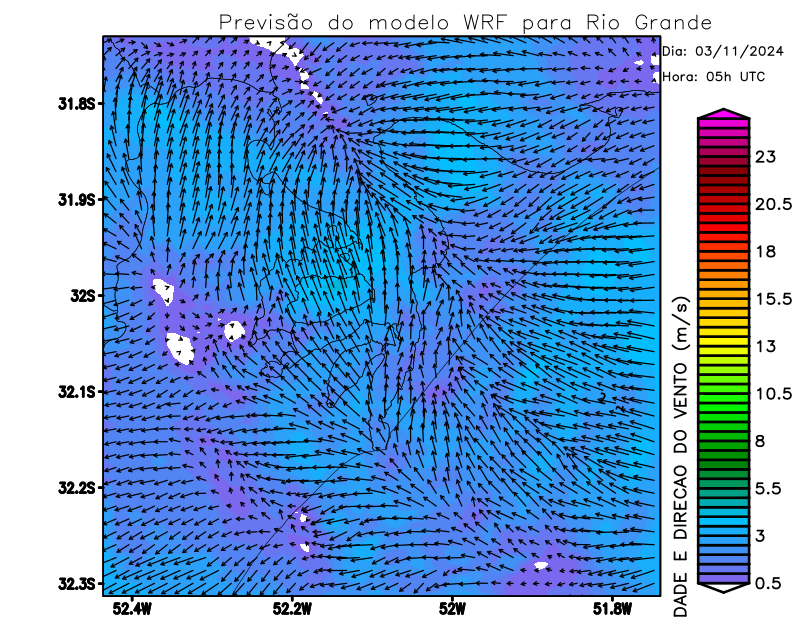 Previsão do modelo WRF para Rio Grande
Dia: 03/11/2024
Hora: 05h UTC
31.8S
31.9S
32S
32.1S
32.2S
32.3S
52.4W
52.2W
52W
51.8W
DADE E DIRECAO DO VENTO (m/s)
23
20.5
18
15.5
13
10.5
8
5.5
3
0.5